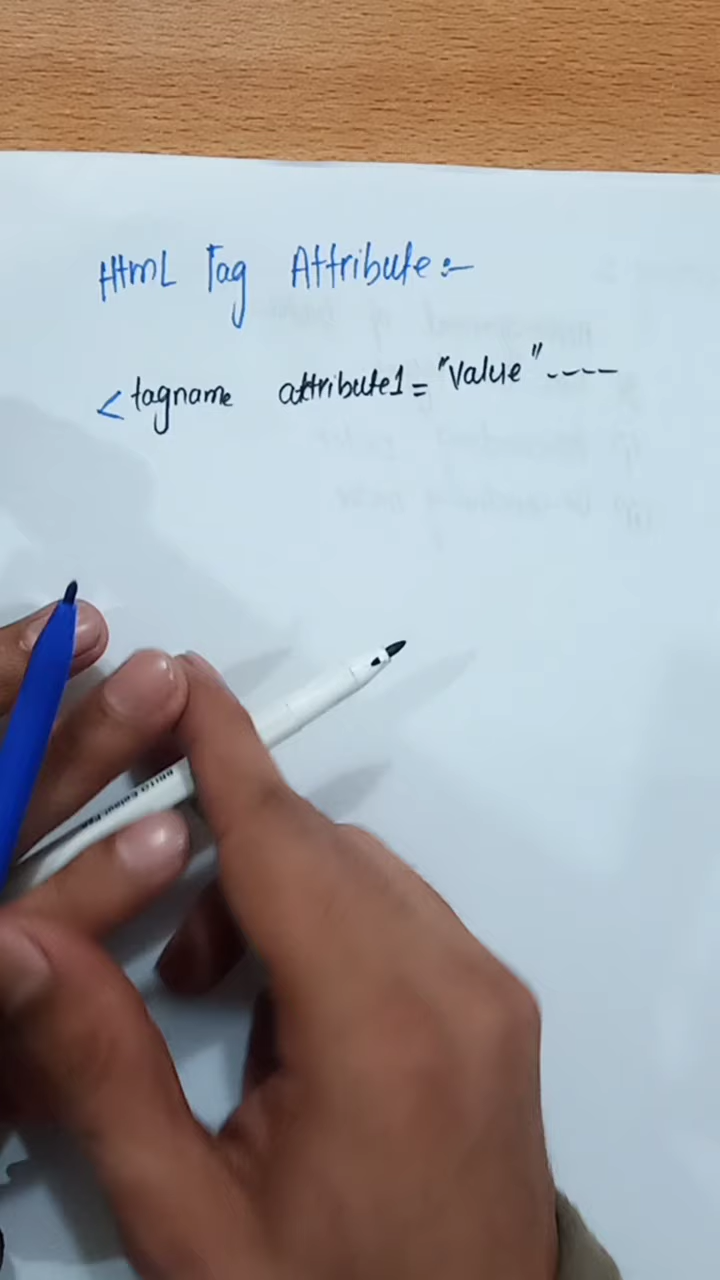 HtmL Tag Attribute:-
<tagname attribute1 = "value" ----